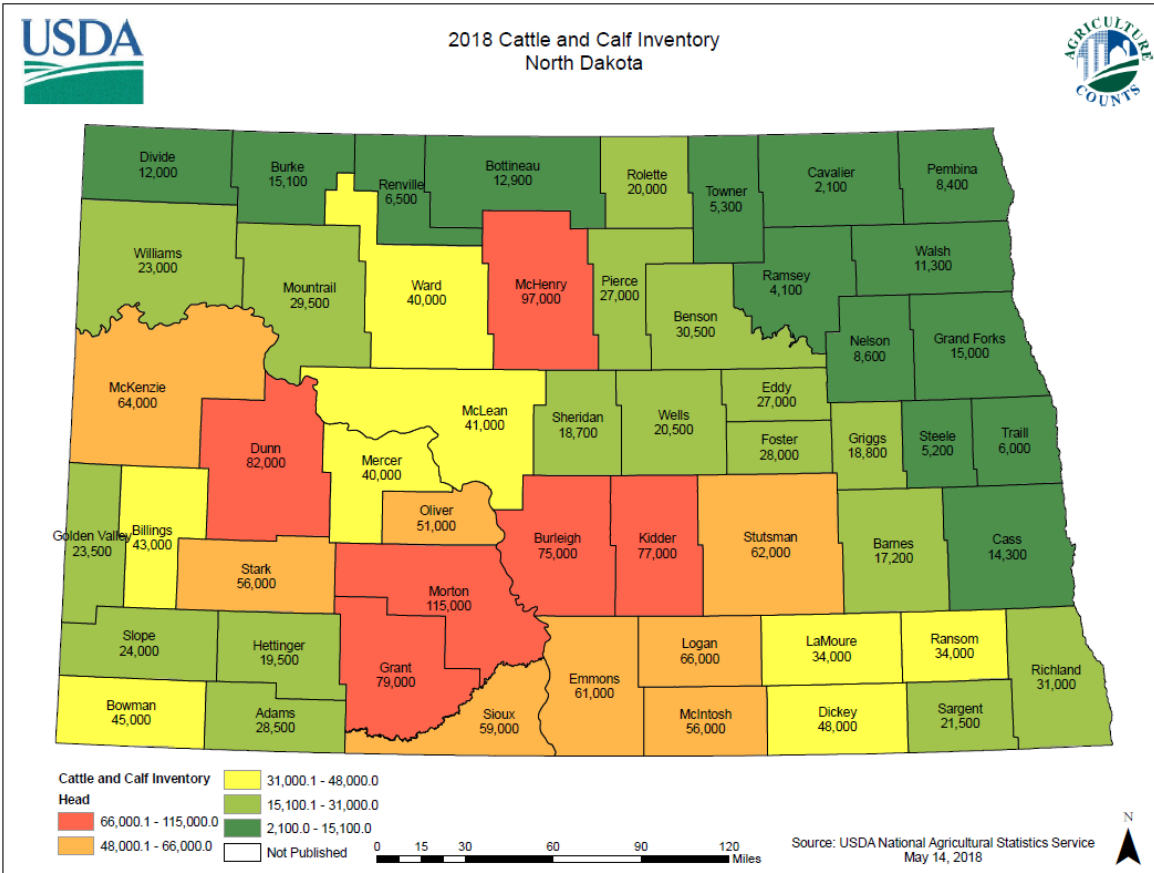 USDA
2018 Cattle and Calf Inventory
North Dakota
AGRICULTURE
COUNTS
Divide
12,000
Burke
15,100
Renville
6,500
Bottineau
12,900
Rolette
20,000
Towner
5,300
Cavalier
2,100
Pembina
8,400
Williams
23,000
Mountrail
29,500
Ward
40,000
McHenry
97,000
Pierce
27,000
Benson
30,500
Ramsey
4,100
Walsh
11,300
Nelson
8,600
Grand Forks
15,000
McKenzie
64,000
Dunn
82,000
McLean
41,000
Mercer
40,000
Oliver
51,000
Sheridan
18,700
Wells
20,500
Eddy
27,000
Foster
28,000
Griggs
18,800
Steele
5,200
Traill
6,000
Golden Valley
23,500
Billings
43,000
Stark
56,000
Morton
115,000
Burleigh
75,000
Kidder
77,000
Stutsman
62,000
Barnes
17,200
Cass
14,300
Slope
24,000
Hettinger
19,500
Grant
79,000
Emmons
61,000
Logan
66,000
LaMoure
34,000
Ransom
34,000
Richland
31,000
Bowman
45,000
Adams
28,500
Sioux
59,000
McIntosh
56,000
Dickey
48,000
Sargent
21,500
Cattle and Calf Inventory
Head
66,000.1 - 115,000.0
48,000.1 - 66,000.0
31,000.1 - 48,000.0
15,100.1 - 31,000.0
2,100.0 - 15,100.0
Not Published
0 15 30 60 90 120
Miles
Source: USDA National Agricultural Statistics Service
May 14, 2018
N